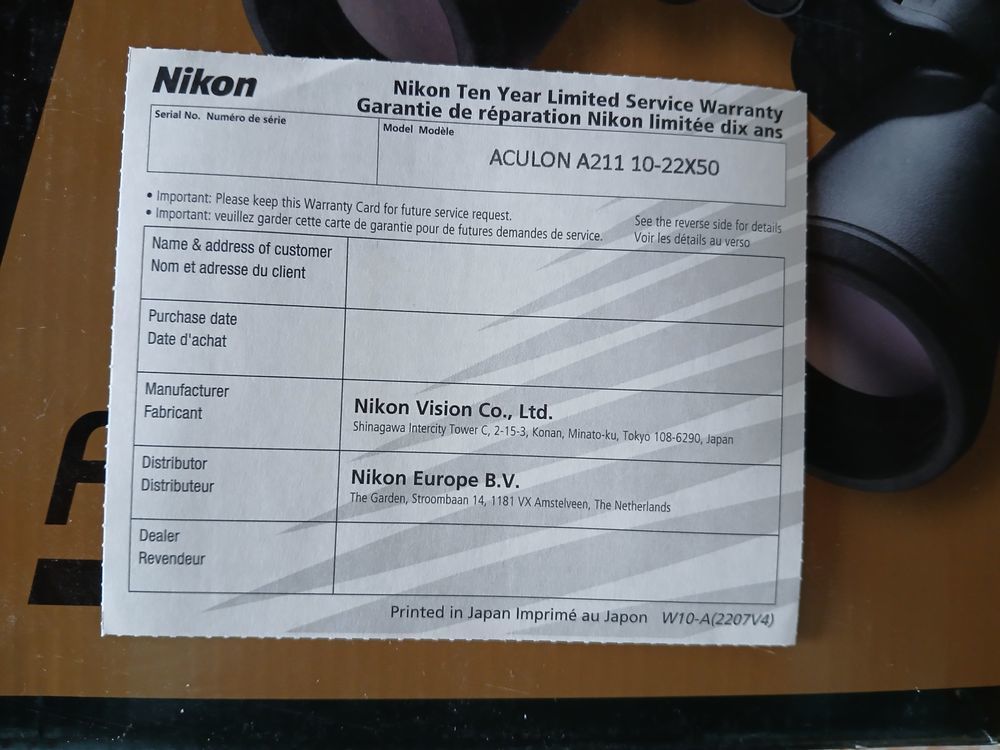 Nikon
Nikon Ten Year Limited Service Warranty
Garantie de réparation Nikon limitée dix ans
Serial No. Numéro de série
Model Modèle
ACULON A211 10-22X50
• Important: Please keep this Warranty Card for future service request.
• Important: veuillez garder cette carte de garantie pour de futures demandes de service.
See the reverse side for details
Voir les détails au verso
Name & address of customer
Nom et adresse du client
Purchase date
Date d'achat
Manufacturer
Fabricant
Nikon Vision Co., Ltd.
Shinagawa Intercity Tower C, 2-15-3, Konan, Minato-ku, Tokyo 108-6290, Japan
Distributor
Distributeur
Nikon Europe B.V.
The Garden, Stroombaan 14, 1181 VX Amstelveen, The Netherlands
Dealer
Revendeur
Printed in Japan Imprimé au Japon W10-A(2207V4)